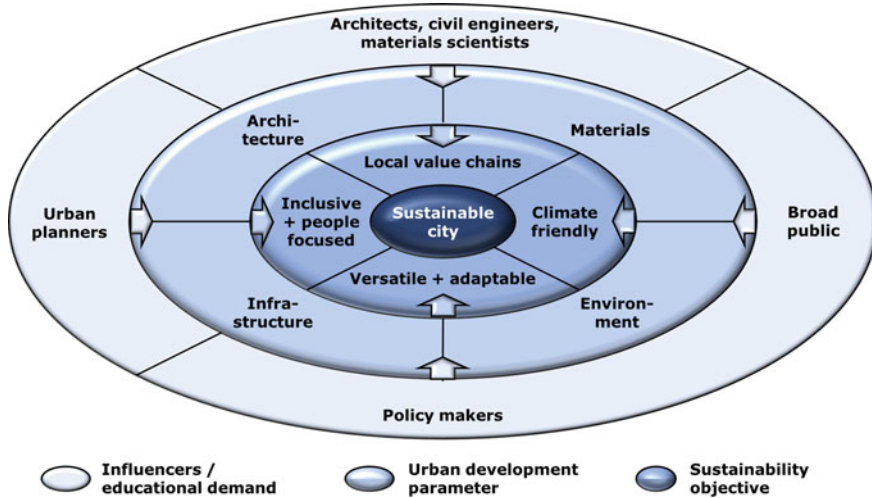 Architects, civil engineers,
materials scientists
Archi-
tecture
Materials
Local value chains
Urban
planners
Inclusive
+ people
focused
Sustainable
city
Climate
friendly
Broad
public
Versatile + adaptable
Infra-
structure
Environ-
ment
Policy makers
Influencers /
educational demand
Urban development
parameter
Sustainability
objective